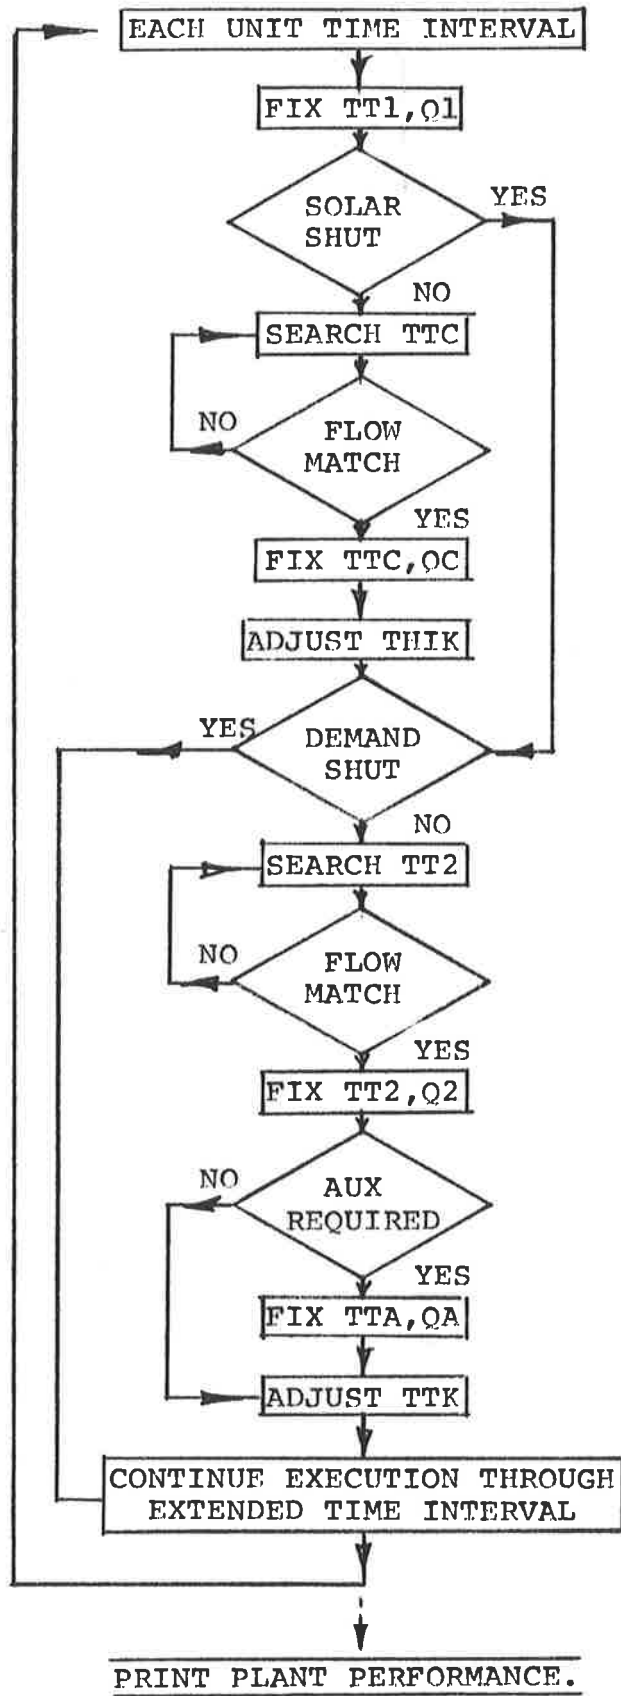 EACH UNIT TIME INTERVAL
FIX TT1,Q1
SOLAR
SHUT
YES
NO
SEARCH TTC
NO
FLOW
MATCH
YES
FIX TTC,QC
ADJUST THIK
YES
DEMAND
SHUT
NO
SEARCH TT2
NO
FLOW
MATCH
YES
FIX TT2,Q2
NO
AUX
REQUIRED
YES
FIX TTA,QA
ADJUST TTK
CONTINUE EXECUTION THROUGH
EXTENDED TIME INTERVAL
PRINT PLANT PERFORMANCE.